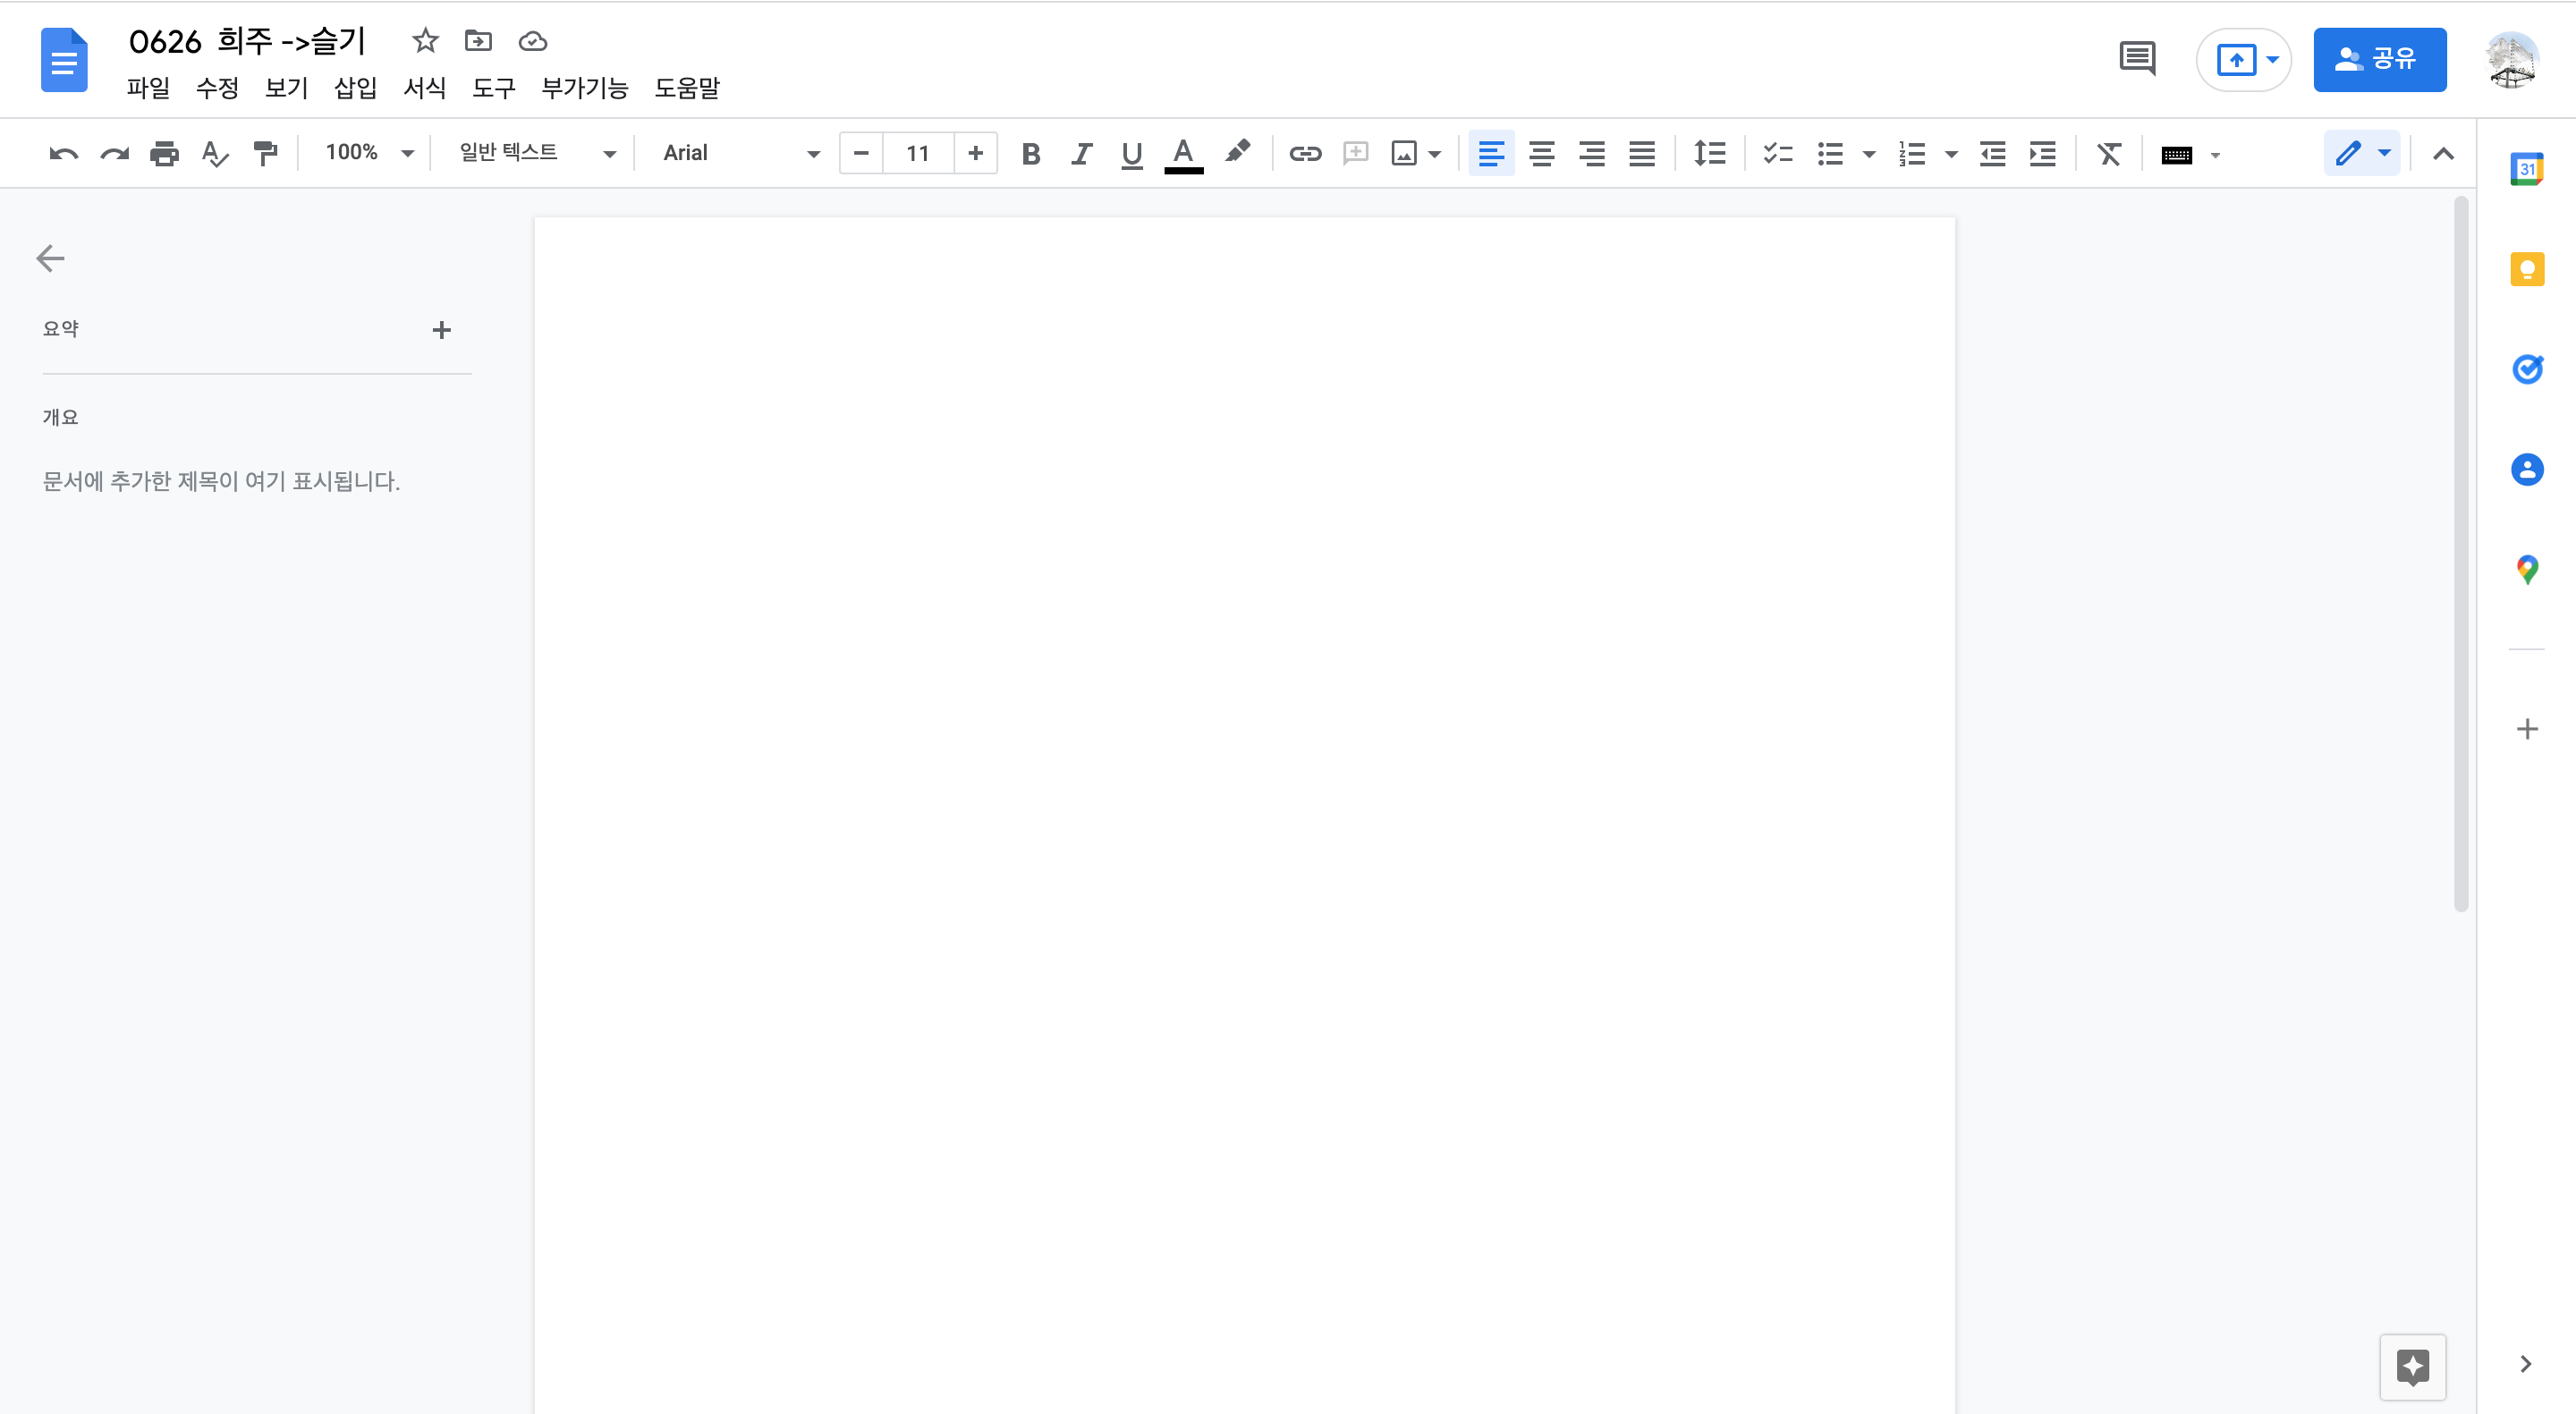 0626 희주 ->슬기
파일 수정 보기 삽입 서식 도구 부가기능 도움말
공유
100% 일반 텍스트 Arial 11 B I U A
31
요약
개요
문서에 추가한 제목이 여기 표시됩니다.